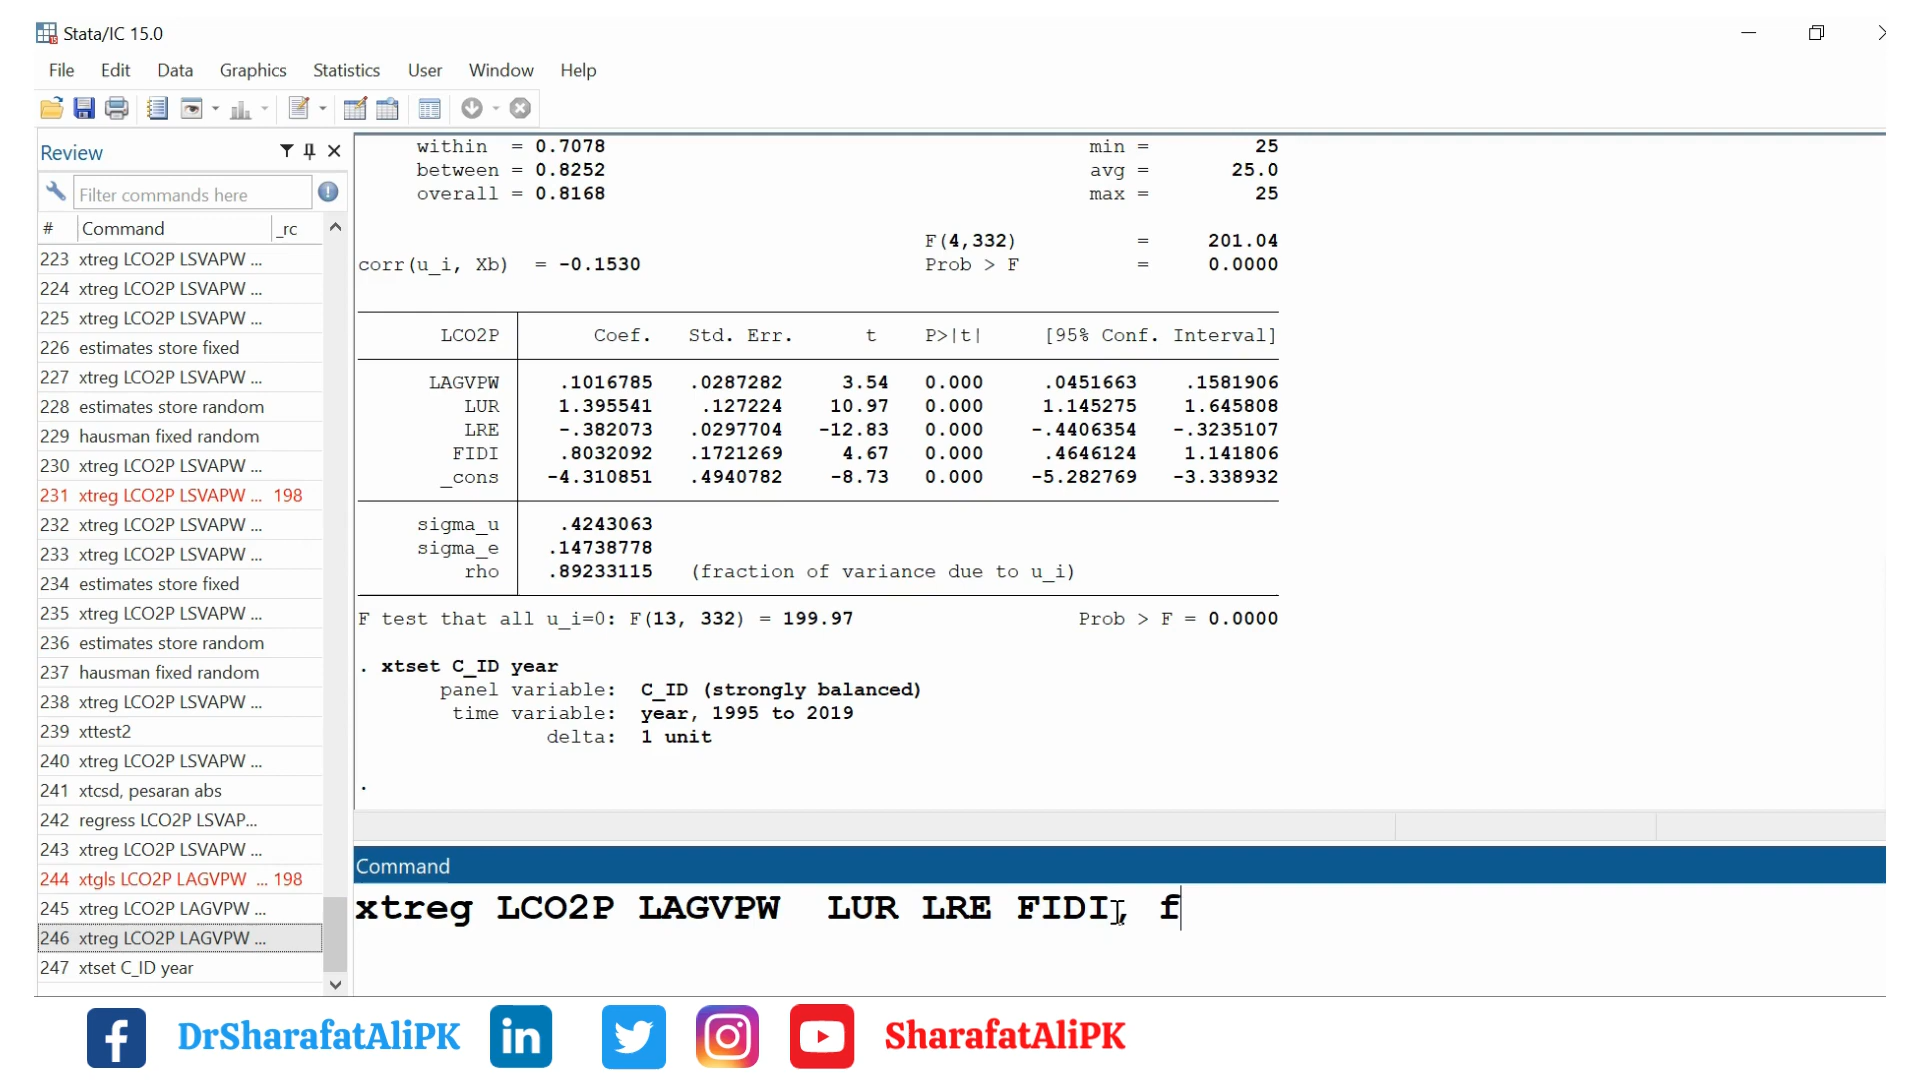 Stata/IC 15.0
File Edit Data Graphics Statistics User Window Help
Review
Filter commands here
# Command _rc
223 xtreg LCO2P LSVAPW ...
224 xtreg LCO2P LSVAPW ...
225 xtreg LCO2P LSVAPW ...
226 estimates store fixed
227 xtreg LCO2P LSVAPW ...
228 estimates store random
229 hausman fixed random
230 xtreg LCO2P LSVAPW ...
231 xtreg LCO2P LSVAPW ... 198
232 xtreg LCO2P LSVAPW ...
233 xtreg LCO2P LSVAPW ...
234 estimates store fixed
235 xtreg LCO2P LSVAPW ...
236 estimates store random
237 hausman fixed random
238 xtreg LCO2P LSVAPW ...
239 xttest2
240 xtreg LCO2P LSVAPW ...
241 xtcsd, pesaran abs
242 regress LCO2P LSVAP...
243 xtreg LCO2P LSVAPW ...
244 xtgls LCO2P LAGVPW ... 198
245 xtreg LCO2P LAGVPW ...
246 xtreg LCO2P LAGVPW ...
247 xtset C_ID year
within = 0.7078 min = 25
between = 0.8252 avg = 25.0
overall = 0.8168 max = 25
F(4,332) = 201.04
corr(u_i, Xb) = -0.1530 Prob > F = 0.0000
LCO2P Coef. Std. Err. t P>|t| [95% Conf. Interval]
LAGVPW .1016785 .0287282 3.54 0.000 .0451663 .1581906
LUR 1.395541 .127224 10.97 0.000 1.145275 1.645808
LRE -.382073 .0297704 -12.83 0.000 -.4406354 -.3235107
FIDI .8032092 .1721269 4.67 0.000 .4646124 1.141806
_cons -4.310851 .4940782 -8.73 0.000 -5.282769 -3.338932
sigma_u .4243063
sigma_e .14738778
rho .89233115 (fraction of variance due to u_i)
F test that all u_i=0: F(13, 332) = 199.97 Prob > F = 0.0000
. xtset C_ID year
panel variable: C_ID (strongly balanced)
time variable: year, 1995 to 2019
delta: 1 unit
.
Command
xtreg LCO2P LAGVPW LUR LRE FIDI, f
f DrSharafatAliPK in SharafatAliPK